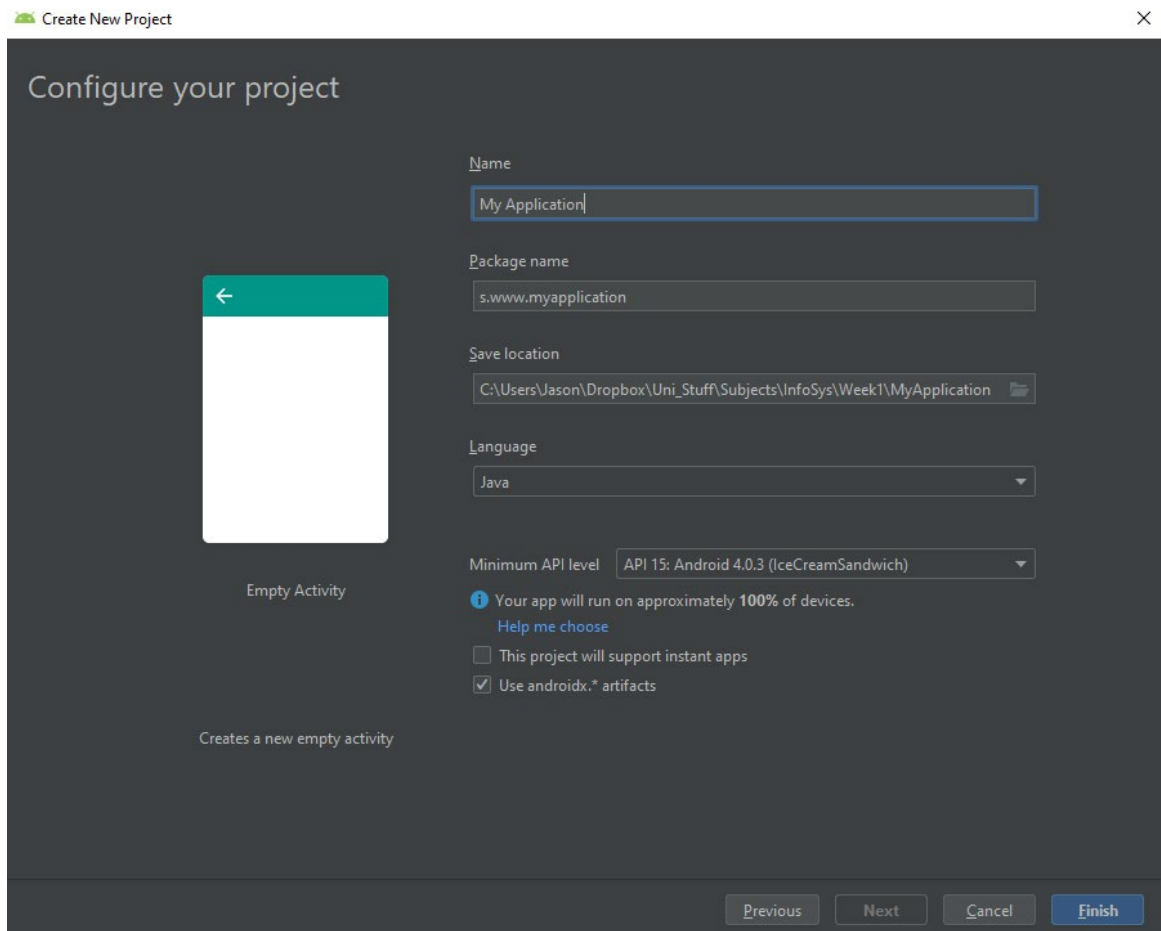 Create New Project
Configure your project
Name
My Application
Package name
s.www.myapplication
Save location
C:\Users\Jason\Dropbox\Uni_Stuff\Subjects\InfoSys\Week1\MyApplication
Language
Java
Minimum API level API 15: Android 4.0.3 (IceCreamSandwich)
Your app will run on approximately 100% of devices.
Help me choose
This project will support instant apps
Use androidx.* artifacts
Empty Activity
Creates a new empty activity
Previous Next Cancel Finish